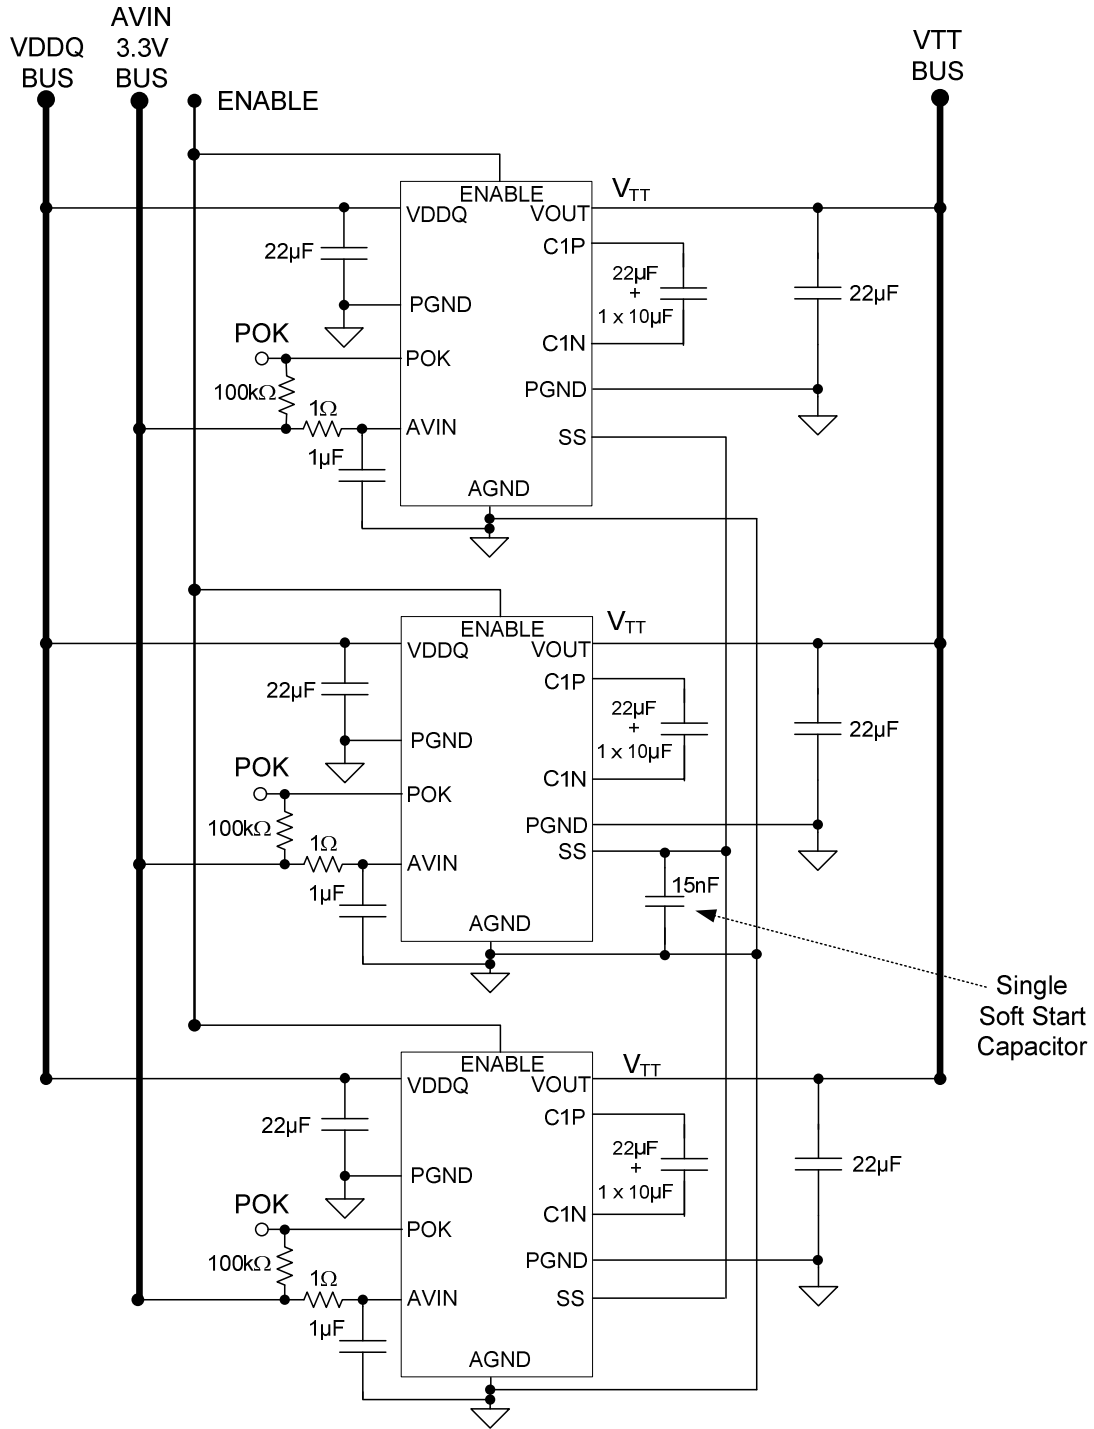 AVIN
VDDQ 3.3V VTT
BUS BUS BUS
ENABLE
ENABLE VTT
VDDQ VOUT
C1P
22µF 22µF
+ 22µF
1 x 10µF
PGND
C1N
POK
POK
100kΩ PGND
1Ω
AVIN SS
1µF
AGND
ENABLE VTT
VDDQ VOUT
C1P
22µF 22µF
+ 22µF
1 x 10µF
PGND
C1N
POK
POK
100kΩ PGND
1Ω SS
AVIN
1µF 15nF
AGND
Single
Soft Start
Capacitor
ENABLE VTT
VDDQ VOUT
C1P
22µF 22µF
+ 22µF
1 x 10µF
PGND
C1N
POK
POK
100kΩ PGND
1Ω
AVIN SS
1µF
AGND